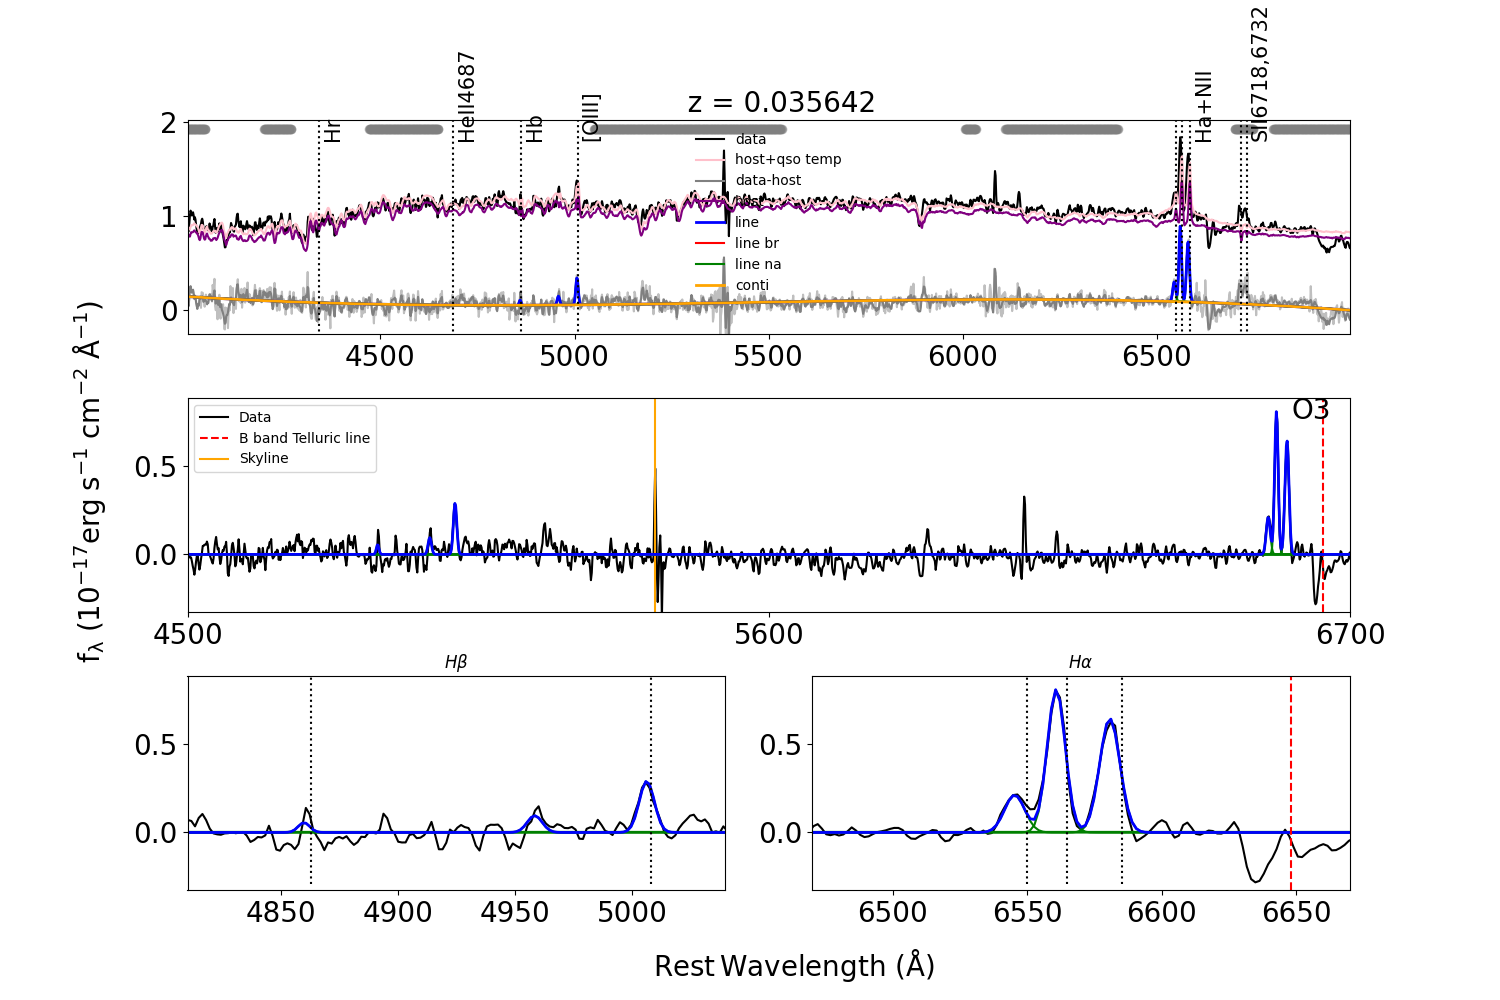 z = 0.035642
Hr
HeII4687
Hb
[OIII]
Ha+NII
SII6718,6732
data
host+qso temp
data-host
host
line
line br
line na
conti
2
1
0
4500 5000 5500 6000 6500
Data
B band Telluric line
Skyline
O3
0.5
0.0
4500 5600 6700
fλ (10⁻¹⁷erg s⁻¹ cm⁻² Å⁻¹)
Hβ
0.5
0.0
4850 4900 4950 5000
Hα
0.5
0.0
6500 6550 6600 6650
Rest Wavelength (Å)